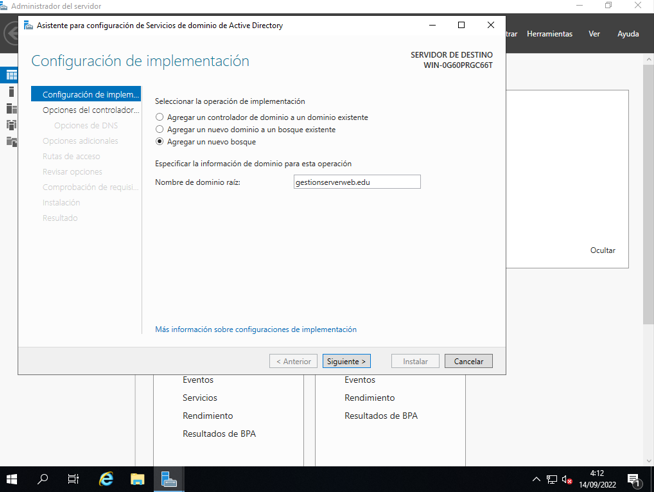 Administrador del servidor
Asistente para configuración de Servicios de dominio de Active Directory
Herramientas Ver Ayuda
Configuración de implementación
SERVIDOR DE DESTINO
WIN-0G60PRGC66T
Configuración de implem...
Opciones del controlador...
Opciones de DNS
Opciones adicionales
Rutas de acceso
Revisar opciones
Comprobación de requisi...
Instalación
Resultado
Seleccionar la operación de implementación
Agregar un controlador de dominio a un dominio existente
Agregar un nuevo dominio a un bosque existente
Agregar un nuevo bosque
Especificar la información de dominio para esta operación
Nombre de dominio raíz: gestionserverweb.edu
Ocultar
Más información sobre configuraciones de implementación
< Anterior Siguiente > Instalar Cancelar
Eventos Eventos
Servicios Rendimiento
Rendimiento Resultados de BPA
Resultados de BPA
4:12
14/09/2022
1